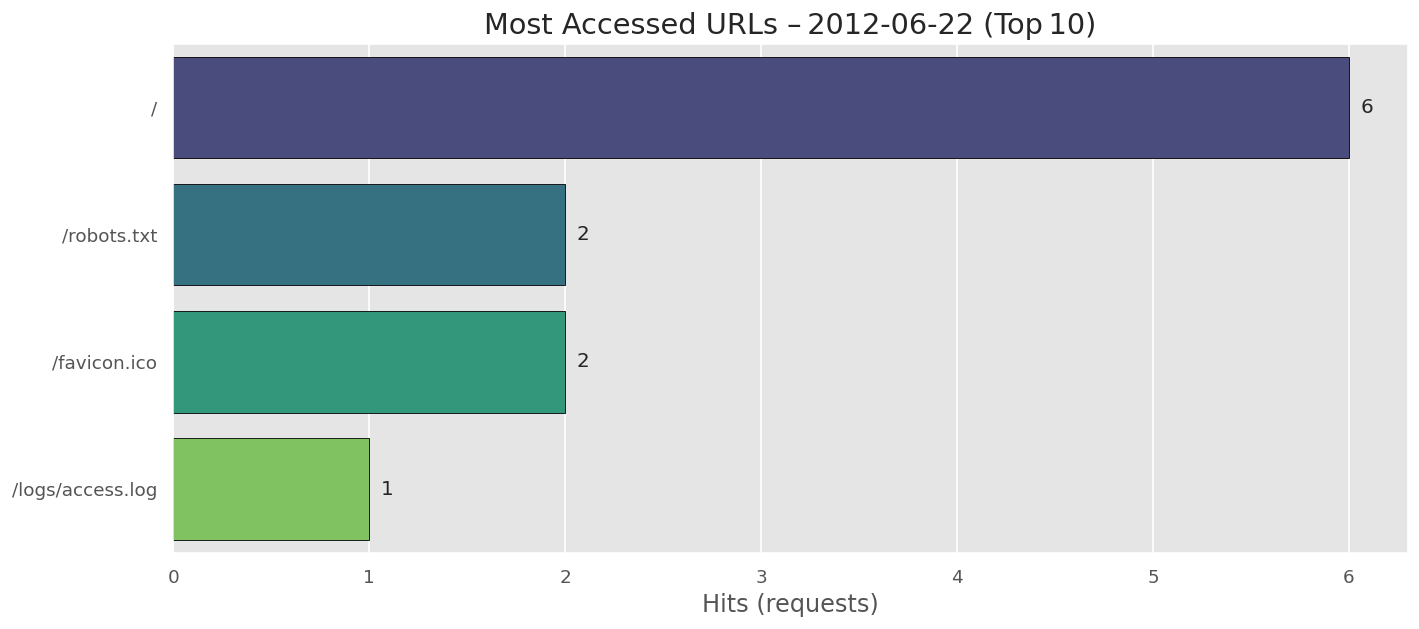 Most Accessed URLs – 2012-06-22 (Top 10)
/
6
/robots.txt
2
/favicon.ico
2
/logs/access.log
1
0 1 2 3 4 5 6
Hits (requests)